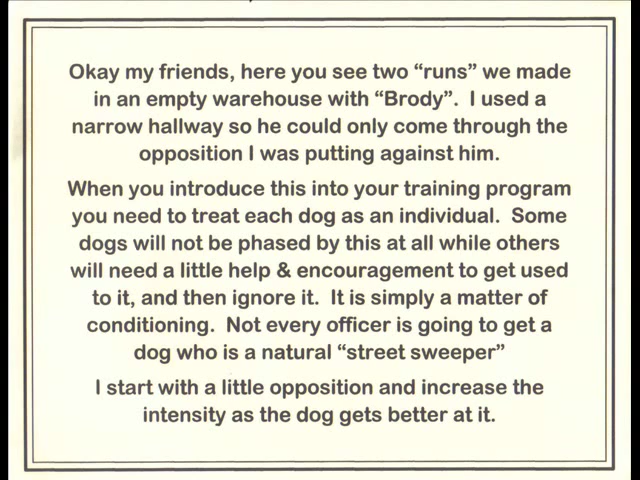 Okay my friends, here you see two “runs” we made
in an empty warehouse with “Brody”.  I used a
narrow hallway so he could only come through the
opposition I was putting against him.
When you introduce this into your training program
you need to treat each dog as an individual.  Some
dogs will not be phased by this at all while others
will need a little help & encouragement to get used
to it, and then ignore it.  It is simply a matter of
conditioning.  Not every officer is going to get a
dog who is a natural “street sweeper”
I start with a little opposition and increase the
intensity as the dog gets better at it.